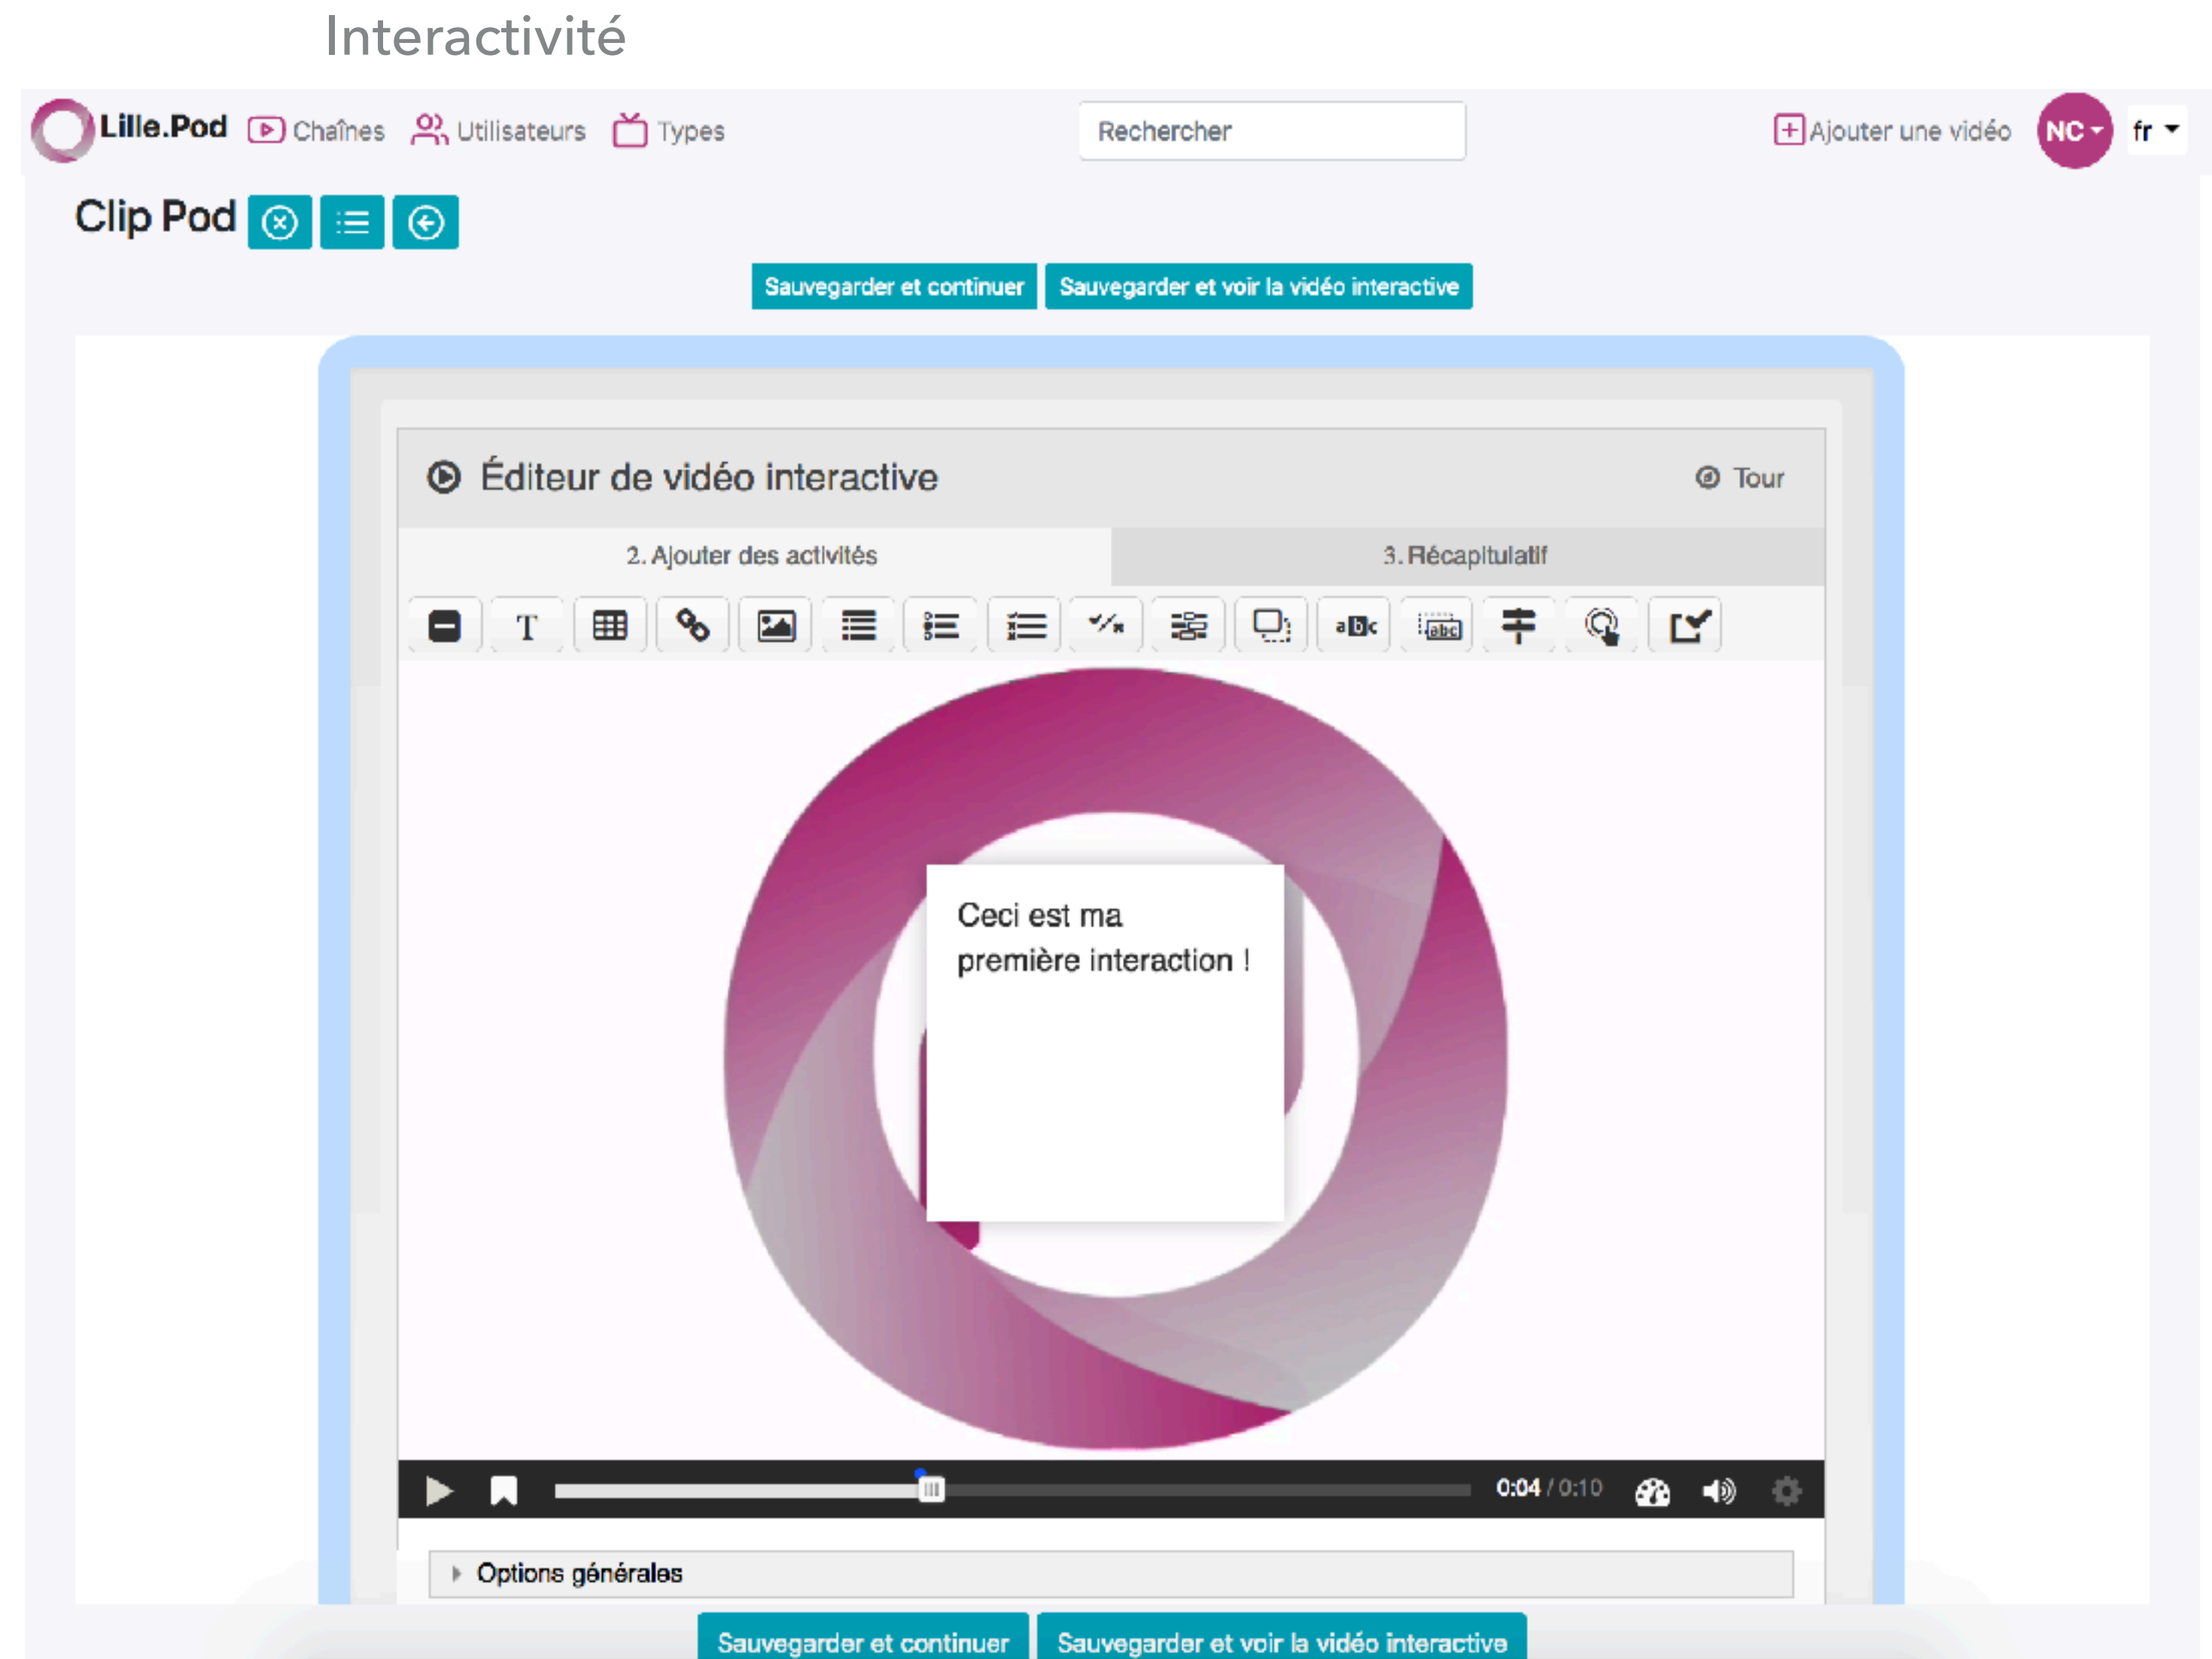 Interactivité
Lille.Pod Chaînes Utilisateurs Types Rechercher Ajouter une vidéo NC fr
Clip Pod
Sauvegarder et continuer Sauvegarder et voir la vidéo interactive
Éditeur de vidéo interactive Tour
2. Ajouter des activités 3. Récapitulatif
T abc abc
Ceci est ma
première interaction !
0:04 / 0:10
Options générales
Sauvegarder et continuer Sauvegarder et voir la vidéo interactive